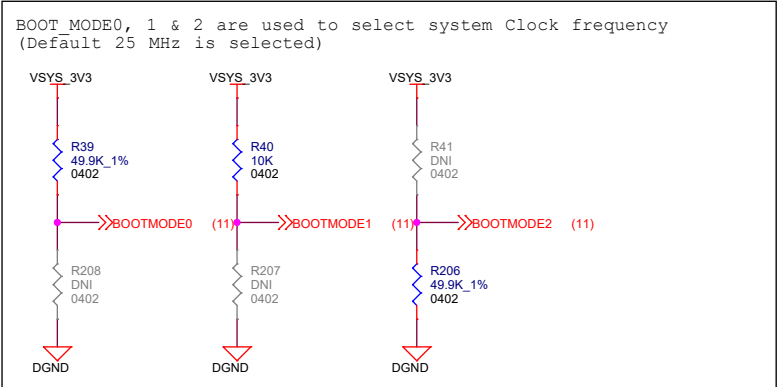 BOOT_MODE0, 1 & 2 are used to select system Clock frequency
(Default 25 MHz is selected)
VSYS_3V3 VSYS_3V3 VSYS_3V3
R39 R40 R41
49.9K_1% 10K DNI
0402 0402 0402
BOOTMODE0 (11) BOOTMODE1 (11) BOOTMODE2 (11)
R208 R207 R206
DNI DNI 49.9K_1%
0402 0402 0402
DGND DGND DGND